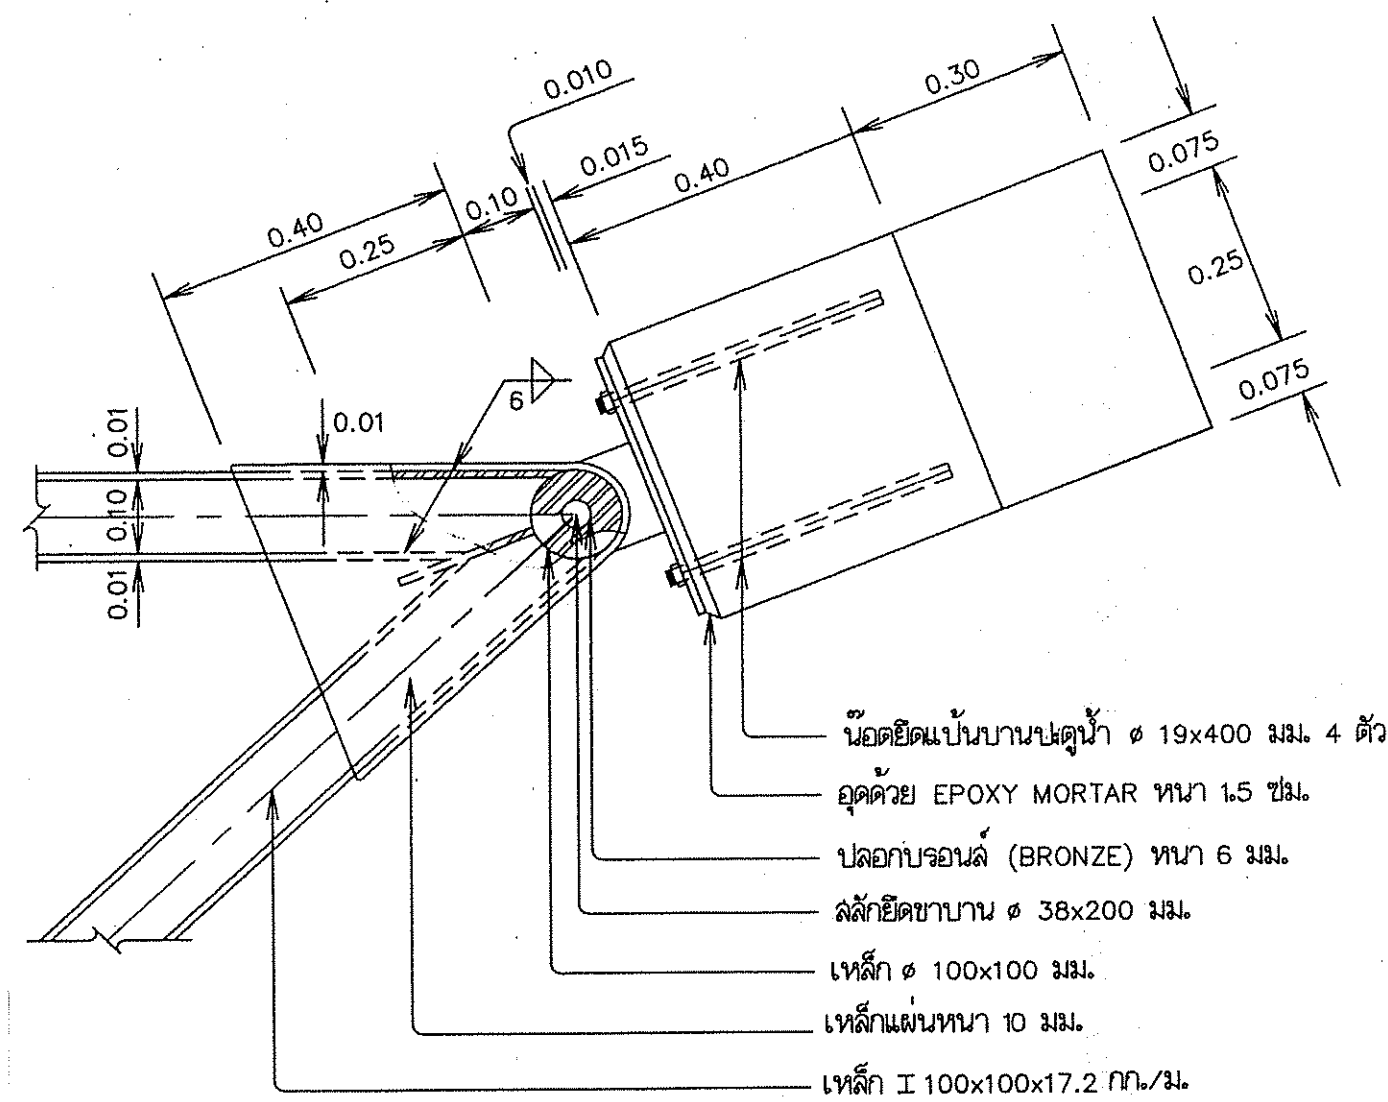 0.010
0.30
0.015
0.075
0.40
0.10
0.40
0.25
0.25
0.075
6
0.01
0.01
0.10
0.01
น๊อตยึดแป้นบานปะตูน้ำ ø 19x400 มม. 4 ตัว
อุดด้วย EPOXY MORTAR หนา 1.5 ซม.
ปลอกบรอนส์ (BRONZE) หนา 6 มม.
สลักยึดขาบาน ø 38x200 มม.
เหล็ก ø 100x100 มม.
เหล็กแผ่นหนา 10 มม.
เหล็ก I 100x100x17.2 กก./ม.